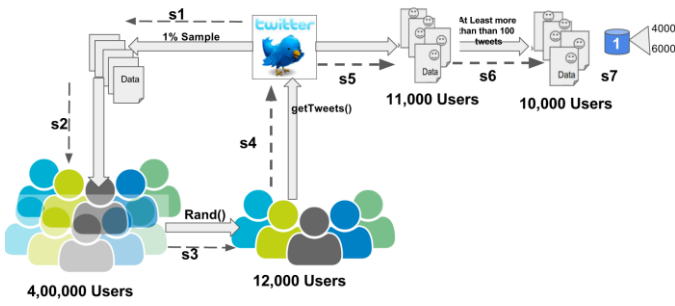 s1
twitter
1% Sample
Data
s2
4,00,000 Users
Rand()
s3
12,000 Users
s4
getTweets()
s5
Data
11,000 Users
At Least more
than than 100
tweets
s6
Data
10,000 Users
s7
1
4000
6000